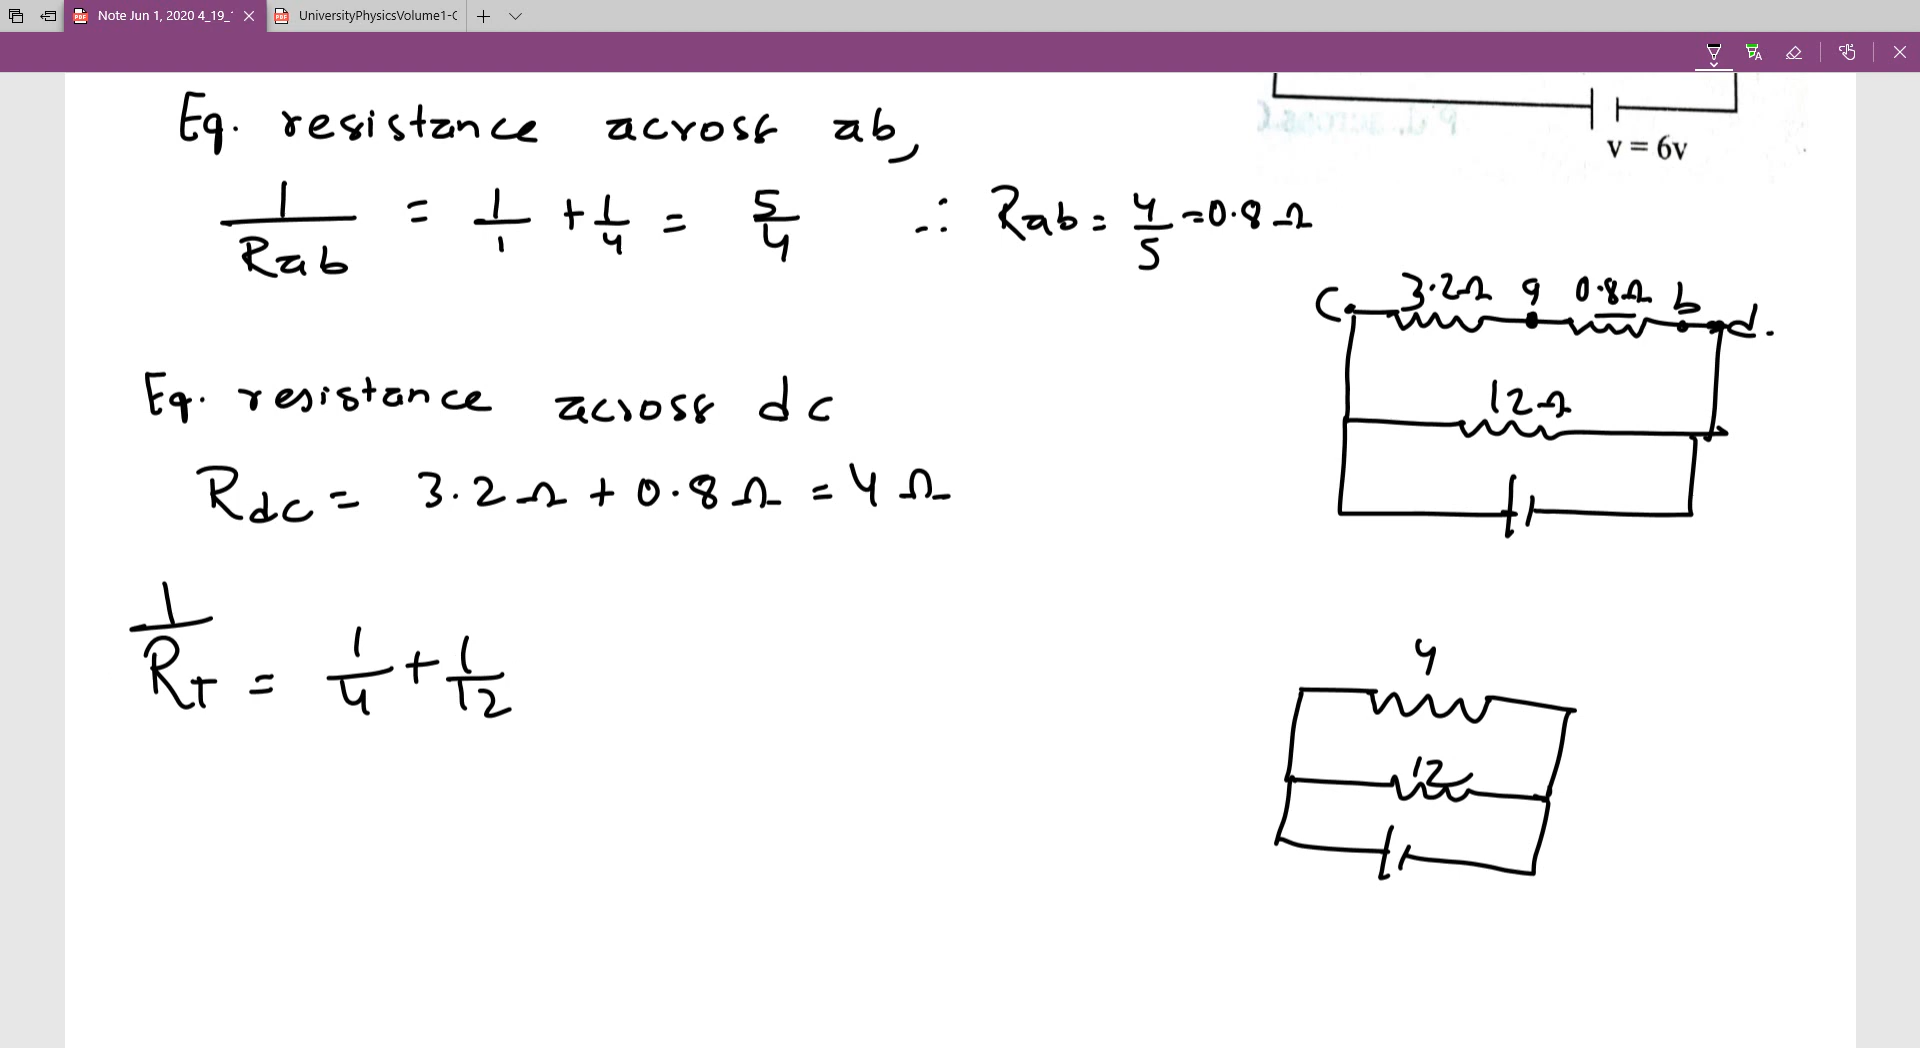 Note Jun 1, 2020 4_19_
UniversityPhysicsVolume1-
v = 6v
Eq. resistance across ab,
1/Rab = 1/1 + 1/4 = 5/4 ∴ Rab = 4/5 = 0.8 Ω
C 3.2Ω a 0.8Ω b d.
12Ω
Eq. resistance across dc
Rdc = 3.2 Ω + 0.8 Ω = 4 Ω
1/RT = 1/4 + 1/12
4
12